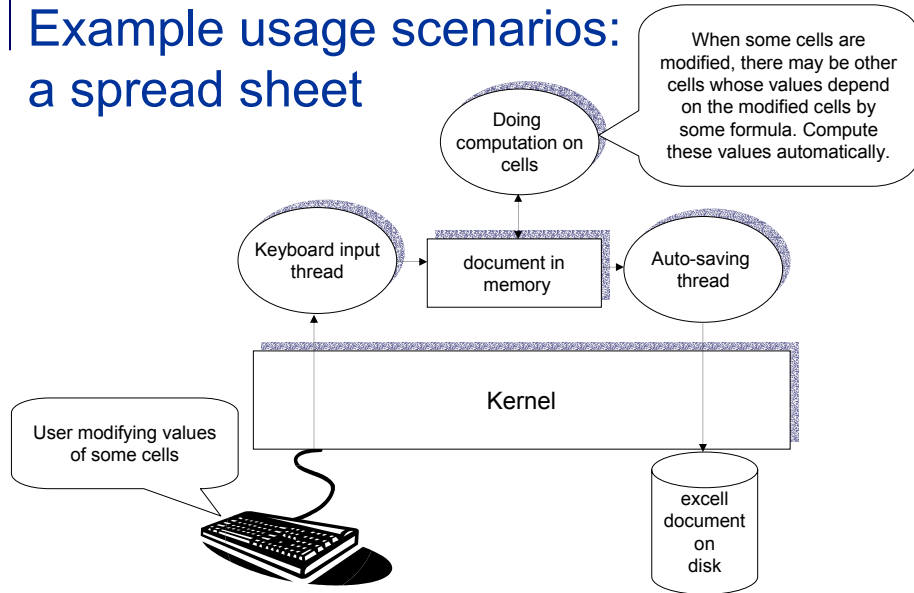 Example usage scenarios:
a spread sheet
When some cells are
modified, there may be other
cells whose values depend
on the modified cells by
some formula. Compute
these values automatically.
Doing
computation on
cells
Keyboard input
thread
document in
memory
Auto-saving
thread
Kernel
User modifying values
of some cells
excell
document
on
disk